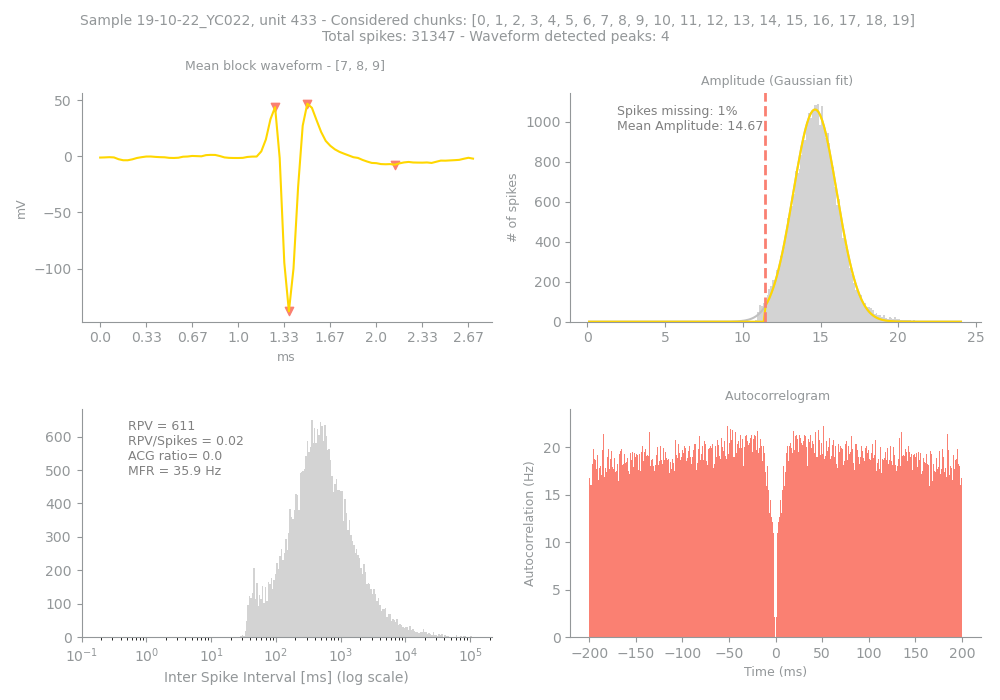 Sample 19-10-22_YC022, unit 433 - Considered chunks: [0, 1, 2, 3, 4, 5, 6, 7, 8, 9, 10, 11, 12, 13, 14, 15, 16, 17, 18, 19]
Total spikes: 31347 - Waveform detected peaks: 4
Mean block waveform - [7, 8, 9]
50
0
−50
−100
mV
0.0 0.33 0.67 1.0 1.33 1.67 2.0 2.33 2.67
ms
Amplitude (Gaussian fit)
Spikes missing: 1%
Mean Amplitude: 14.67
1000
800
600
400
200
0
# of spikes
0 5 10 15 20 25
RPV = 611
RPV/Spikes = 0.02
ACG ratio= 0.0
MFR = 35.9 Hz
600
500
400
300
200
100
0
10⁻¹ 10⁰ 10¹ 10² 10³ 10⁴ 10⁵
Inter Spike Interval [ms] (log scale)
Autocorrelogram
20
15
10
5
0
Autocorrelation (Hz)
−200 −150 −100 −50 0 50 100 150 200
Time (ms)